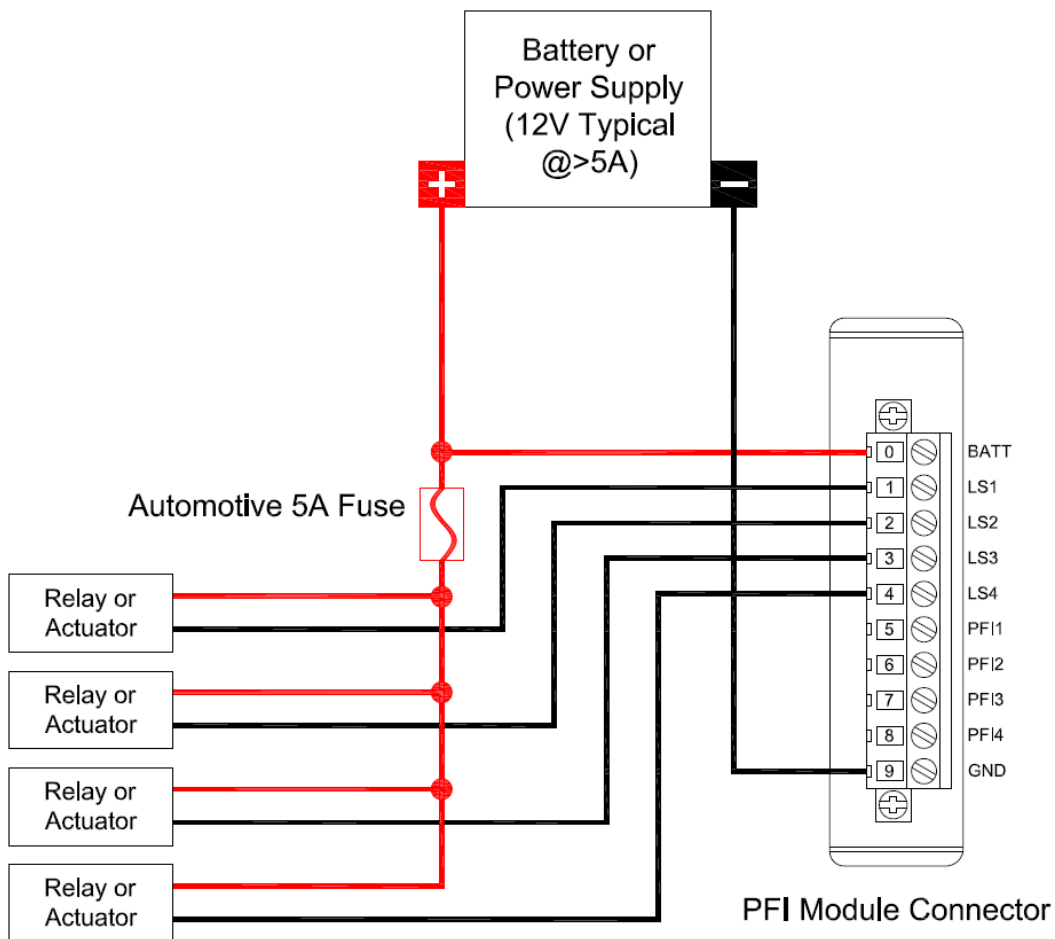 Battery or
Power Supply
(12V Typical
@>5A)
+
-
Automotive 5A Fuse
0 BATT
1 LS1
2 LS2
3 LS3
4 LS4
5 PFI1
6 PFI2
7 PFI3
8 PFI4
9 GND
Relay or
Actuator
Relay or
Actuator
Relay or
Actuator
Relay or
Actuator
PFI Module Connector